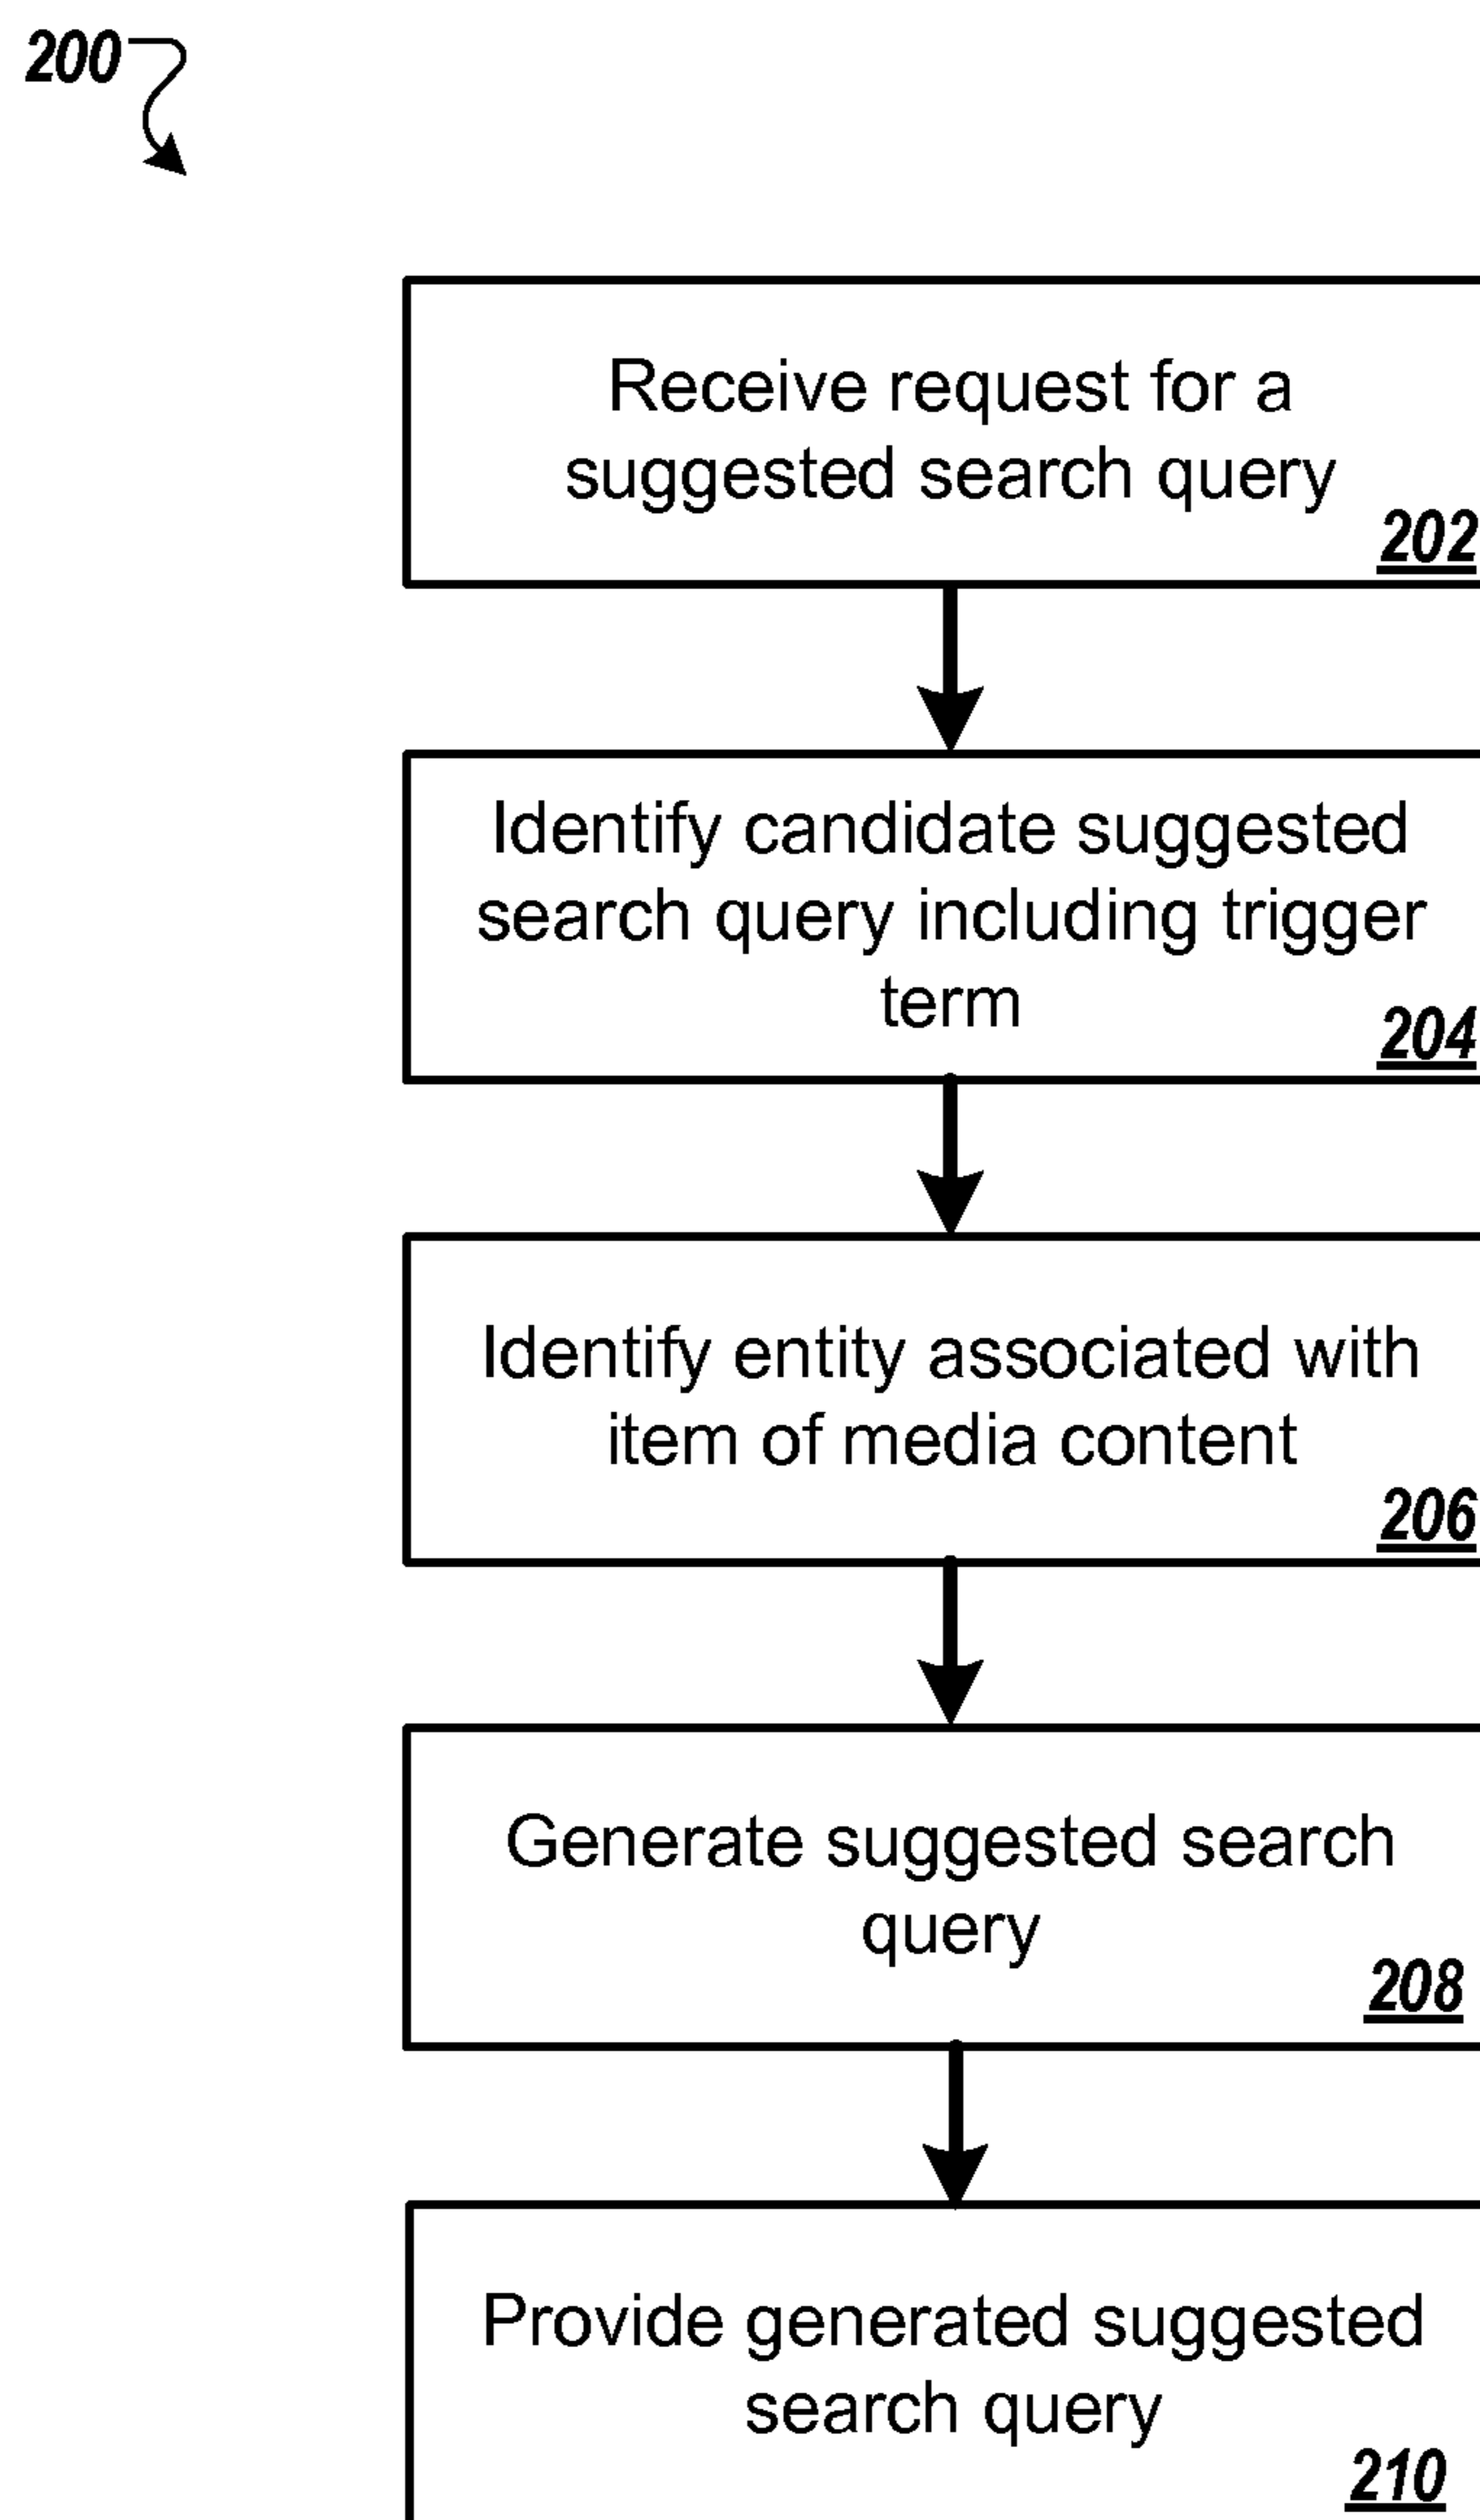 200
Receive request for a
suggested search query
202
Identify candidate suggested
search query including trigger
term
204
Identify entity associated with
item of media content
206
Generate suggested search
query
208
Provide generated suggested
search query
210